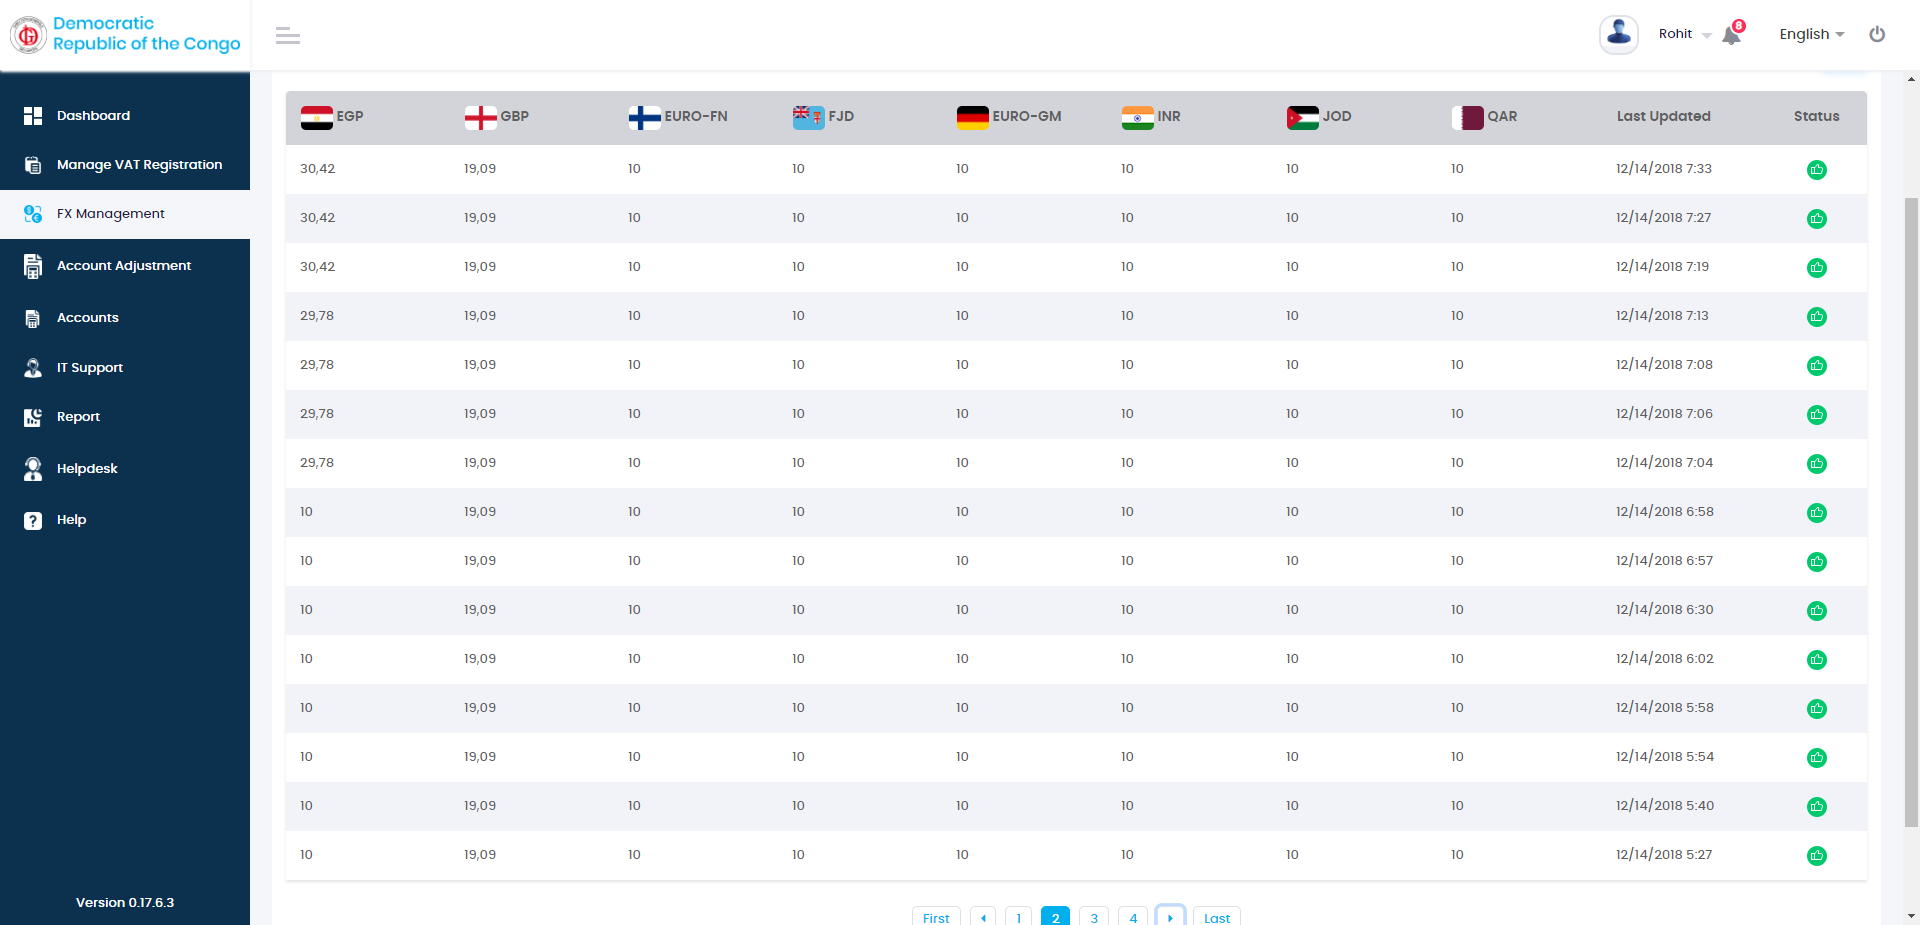 Democratic
Republic of the Congo
Rohit
8
English
Dashboard
Manage VAT Registration
FX Management
Account Adjustment
Accounts
IT Support
Report
Helpdesk
Help
Version 0.17.6.3
EGP GBP EURO-FN FJD EURO-GM INR JOD QAR Last Updated Status
30,42 19,09 10 10 10 10 10 10 12/14/2018 7:33
30,42 19,09 10 10 10 10 10 10 12/14/2018 7:27
30,42 19,09 10 10 10 10 10 10 12/14/2018 7:19
29,78 19,09 10 10 10 10 10 10 12/14/2018 7:13
29,78 19,09 10 10 10 10 10 10 12/14/2018 7:08
29,78 19,09 10 10 10 10 10 10 12/14/2018 7:06
29,78 19,09 10 10 10 10 10 10 12/14/2018 7:04
10 19,09 10 10 10 10 10 10 12/14/2018 6:58
10 19,09 10 10 10 10 10 10 12/14/2018 6:57
10 19,09 10 10 10 10 10 10 12/14/2018 6:30
10 19,09 10 10 10 10 10 10 12/14/2018 6:02
10 19,09 10 10 10 10 10 10 12/14/2018 5:58
10 19,09 10 10 10 10 10 10 12/14/2018 5:54
10 19,09 10 10 10 10 10 10 12/14/2018 5:40
10 19,09 10 10 10 10 10 10 12/14/2018 5:27
First 1 2 3 4 Last